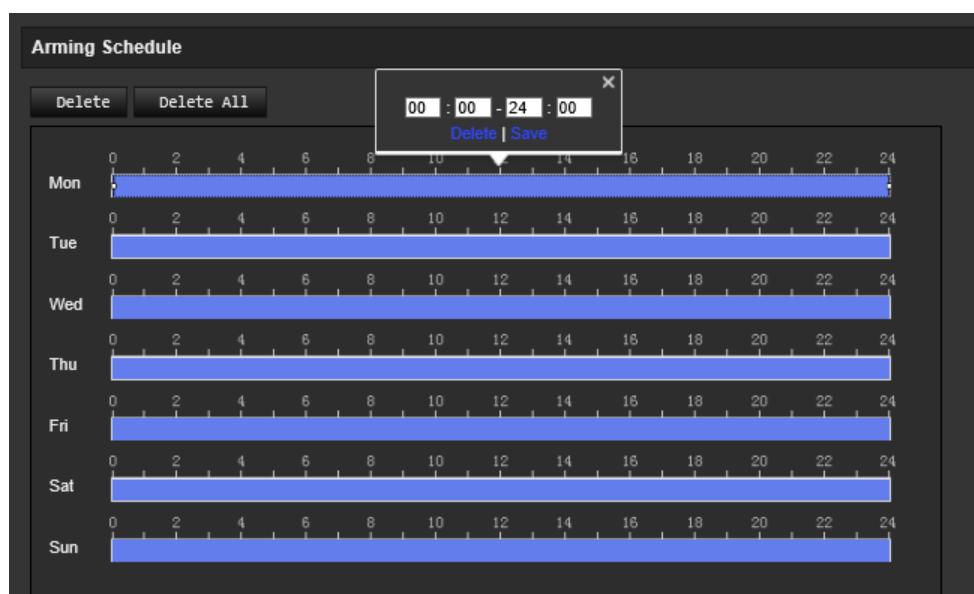 Arming Schedule
Delete Delete All
×
00 : 00 - 24 : 00
Delete | Save
0 2 4 6 8 10 12 14 16 18 20 22 24
Mon
0 2 4 6 8 10 12 14 16 18 20 22 24
Tue
0 2 4 6 8 10 12 14 16 18 20 22 24
Wed
0 2 4 6 8 10 12 14 16 18 20 22 24
Thu
0 2 4 6 8 10 12 14 16 18 20 22 24
Fri
0 2 4 6 8 10 12 14 16 18 20 22 24
Sat
0 2 4 6 8 10 12 14 16 18 20 22 24
Sun